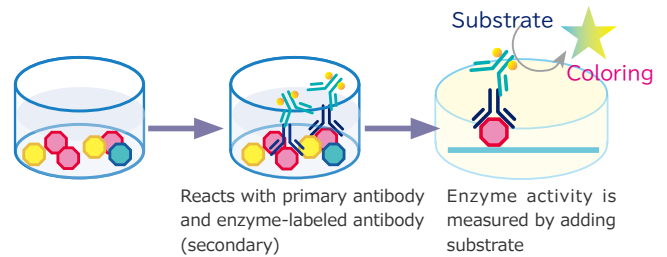 Substrate
Coloring
Reacts with primary antibody
and enzyme-labeled antibody
(secondary)
Enzyme activity is
measured by adding
substrate